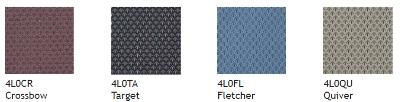 4L0CR 4L0TA 4L0FL 4L0QU
Crossbow Target Fletcher Quiver